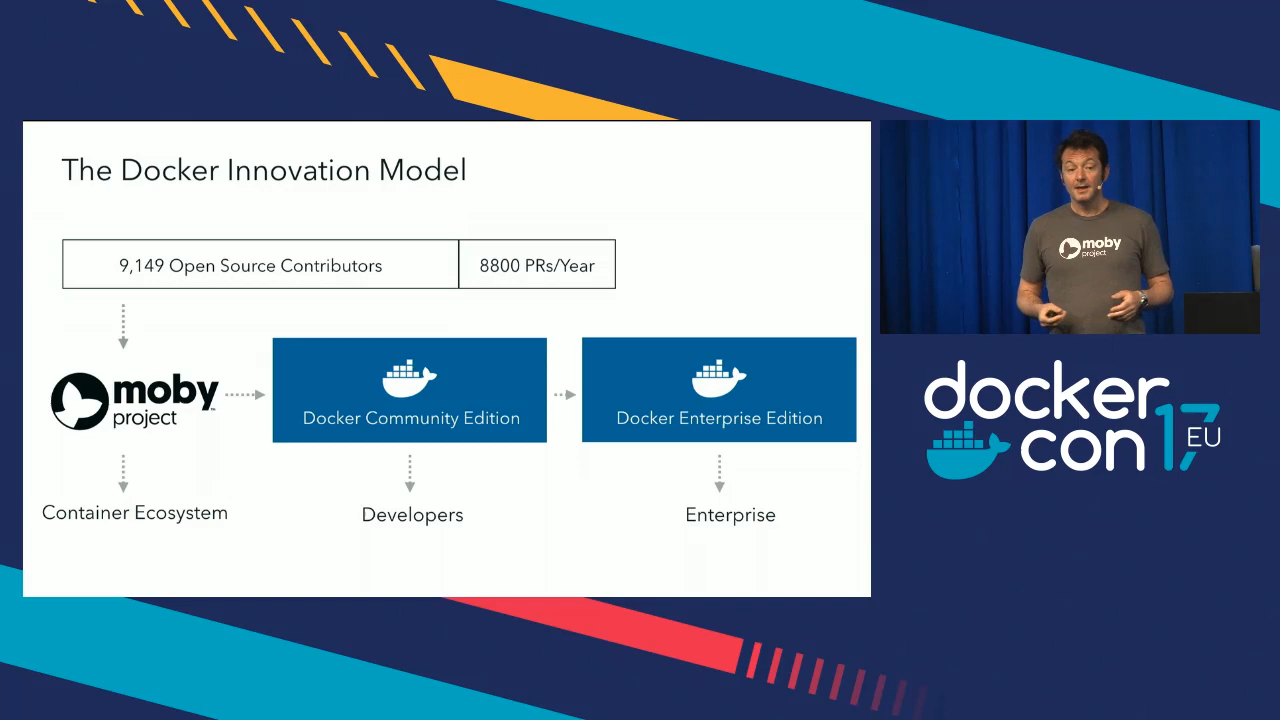 The Docker Innovation Model
9,149 Open Source Contributors
8800 PRs/Year
moby
project
™
Docker Community Edition
Docker Enterprise Edition
Container Ecosystem
Developers
Enterprise
moby
project
docker
con 17 EU